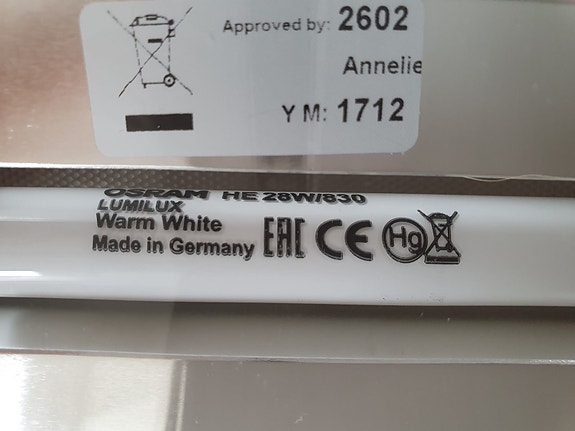 Approved by: 2602
Annelie
Y M: 1712
OSRAM HE 28W/830
LUMILUX
Warm White
Made in Germany EAC CE Hg